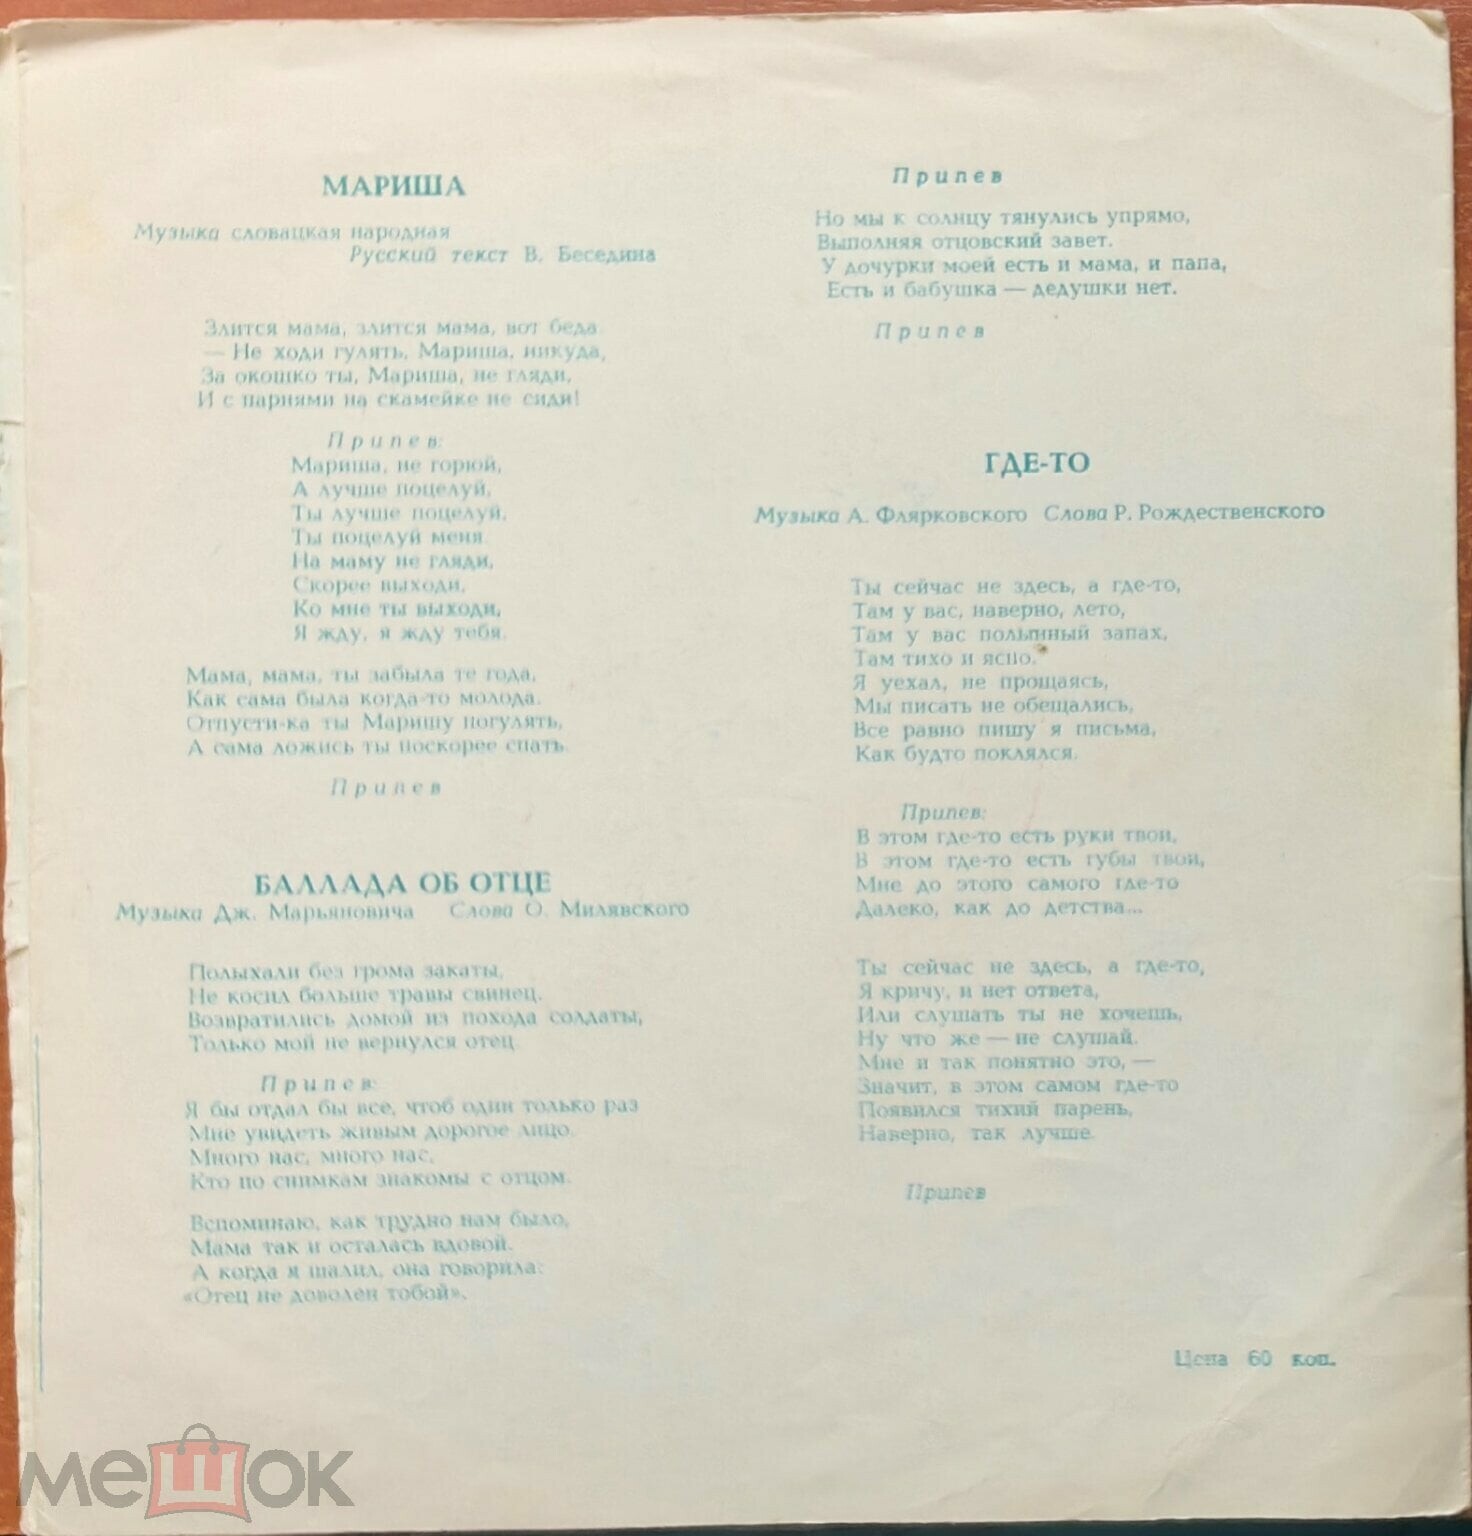 МАРИША
Музыка словацкая народная
Русский текст В. Беседина
Злится мама, злится мама, вот беда.
— Не ходи гулять, Мариша, никуда,
За окошко ты, Мариша, не гляди,
И с парнями на скамейке не сиди!
Припев:
Мариша, не горюй,
А лучше поцелуй,
Ты лучше поцелуй,
Ты поцелуй меня.
На маму не гляди,
Скорее выходи,
Ко мне ты выходи,
Я жду, я жду тебя.
Мама, мама, ты забыла те года,
Как сама была когда-то молода.
Отпусти-ка ты Маришу погулять,
А сама ложись ты поскорее спать.
Припев
БАЛЛАДА ОБ ОТЦЕ
Музыка Дж. Марьяновича Слова О. Милявского
Полыхали без грома закаты,
Не косил больше травы свинец.
Возвратились домой из похода солдаты,
Только мой не вернулся отец.
Припев:
Я бы отдал бы все, чтоб один только раз
Мне увидеть живым дорогое лицо.
Много нас, много нас,
Кто по снимкам знакомы с отцом.
Вспоминаю, как трудно нам было,
Мама так и осталась вдовой.
А когда я шалил, она говорила:
«Отец не доволен тобой».
Припев
Но мы к солнцу тянулись упрямо,
Выполняя отцовский завет.
У дочурки моей есть и мама, и папа,
Есть и бабушка — дедушки нет.
Припев
ГДЕ-ТО
Музыка А. Флярковского Слова Р. Рождественского
Ты сейчас не здесь, а где-то,
Там у вас, наверно, лето,
Там у вас полынный запах,
Там тихо и ясно.
Я уехал, не прощаясь,
Мы писать не обещались,
Все равно пишу я письма,
Как будто поклялся.
Припев:
В этом где-то есть руки твои,
В этом где-то есть губы твои,
Мне до этого самого где-то
Далеко, как до детства...
Ты сейчас не здесь, а где-то,
Я кричу, и нет ответа,
Или слушать ты не хочешь,
Ну что же — не слушай.
Мне и так понятно это, —
Значит, в этом самом где-то
Появился тихий парень,
Наверно, так лучше.
Припев
Цена 60 коп.
мешок